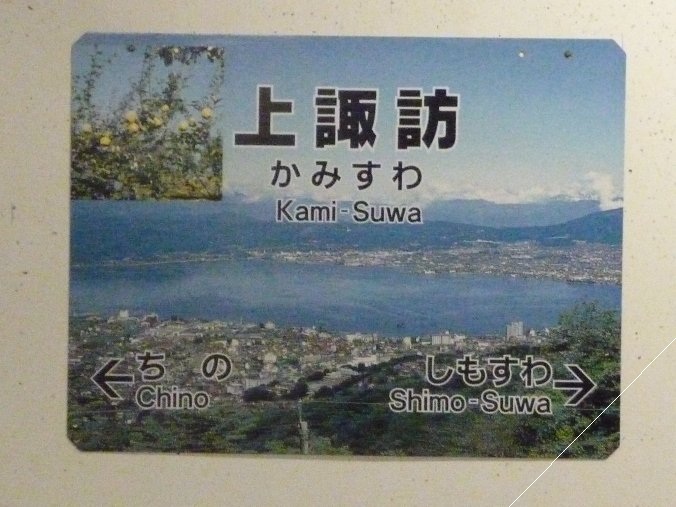 上諏訪
かみすわ
Kami-Suwa
← ちの
Chino
しもすわ →
Shimo-Suwa